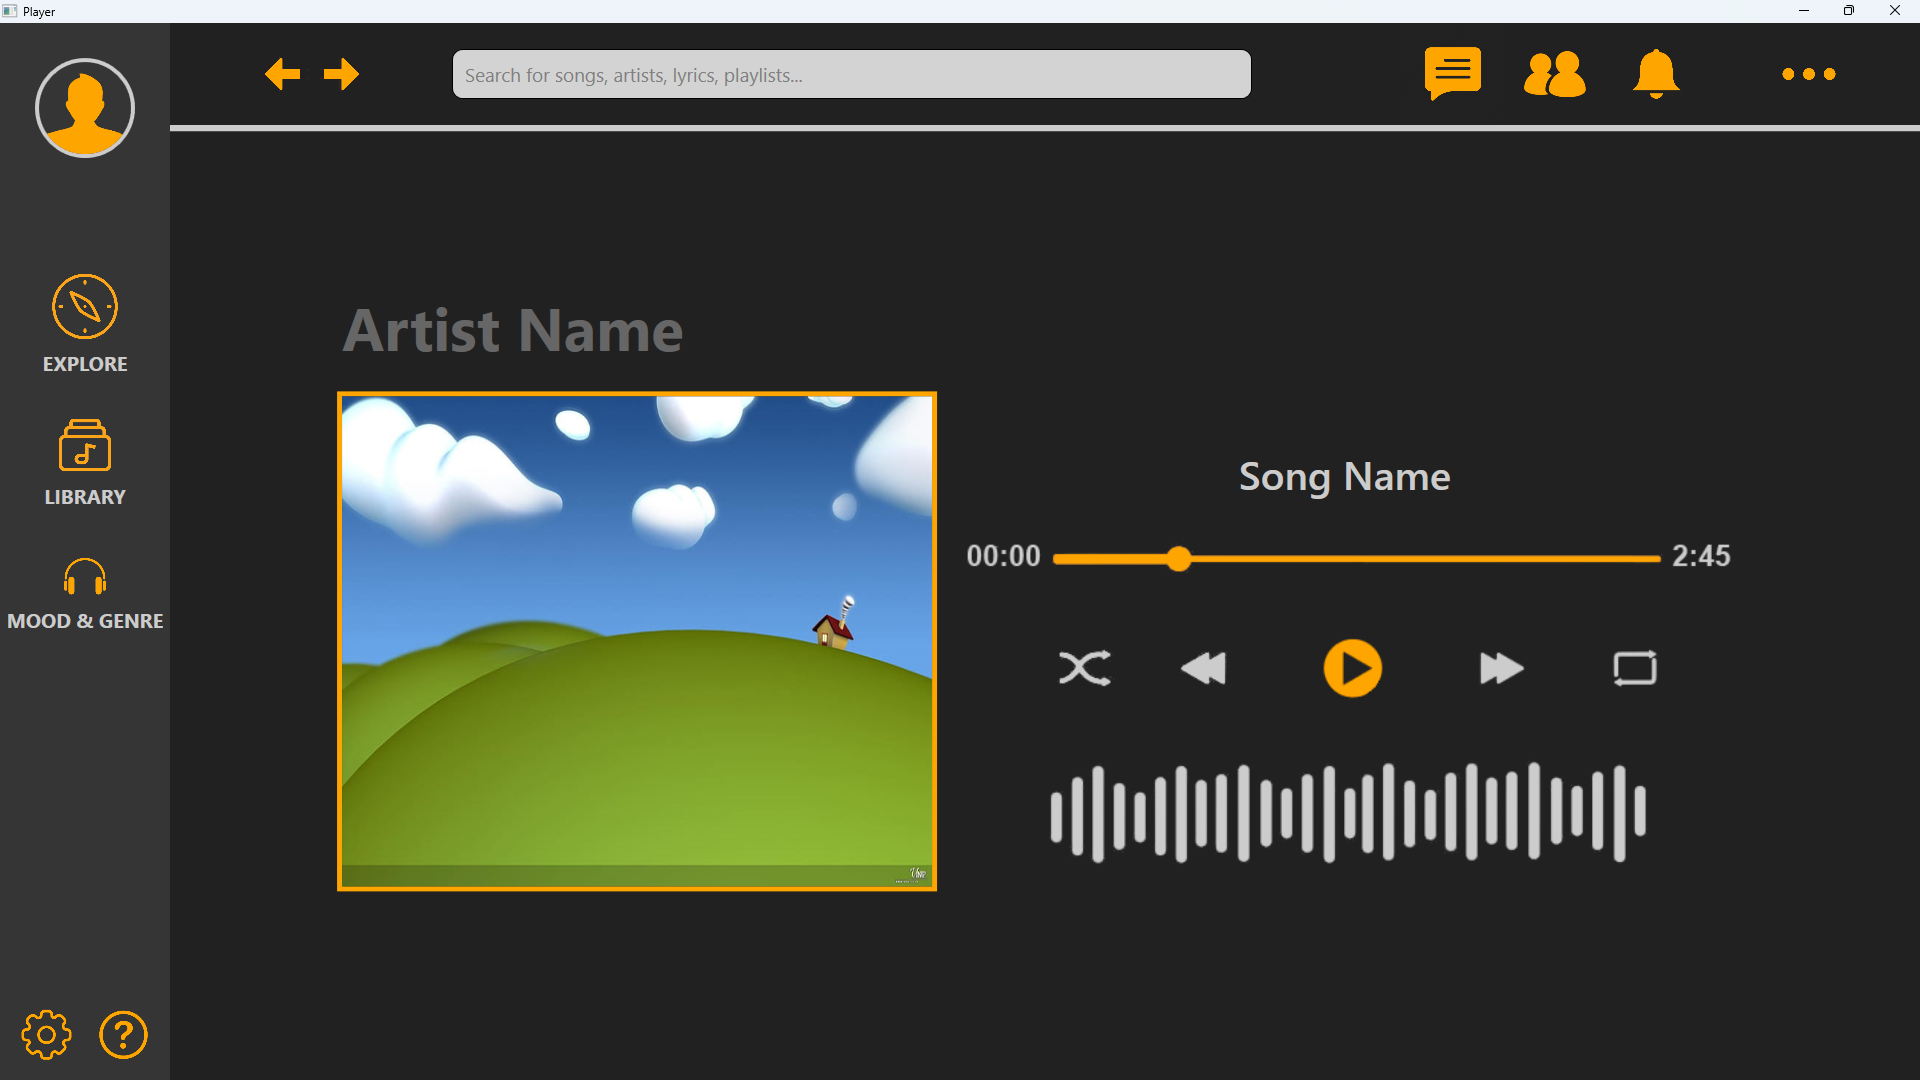 Player
Search for songs, artists, lyrics, playlists...
EXPLORE
LIBRARY
MOOD & GENRE
Artist Name
Song Name
00:00
2:45
?